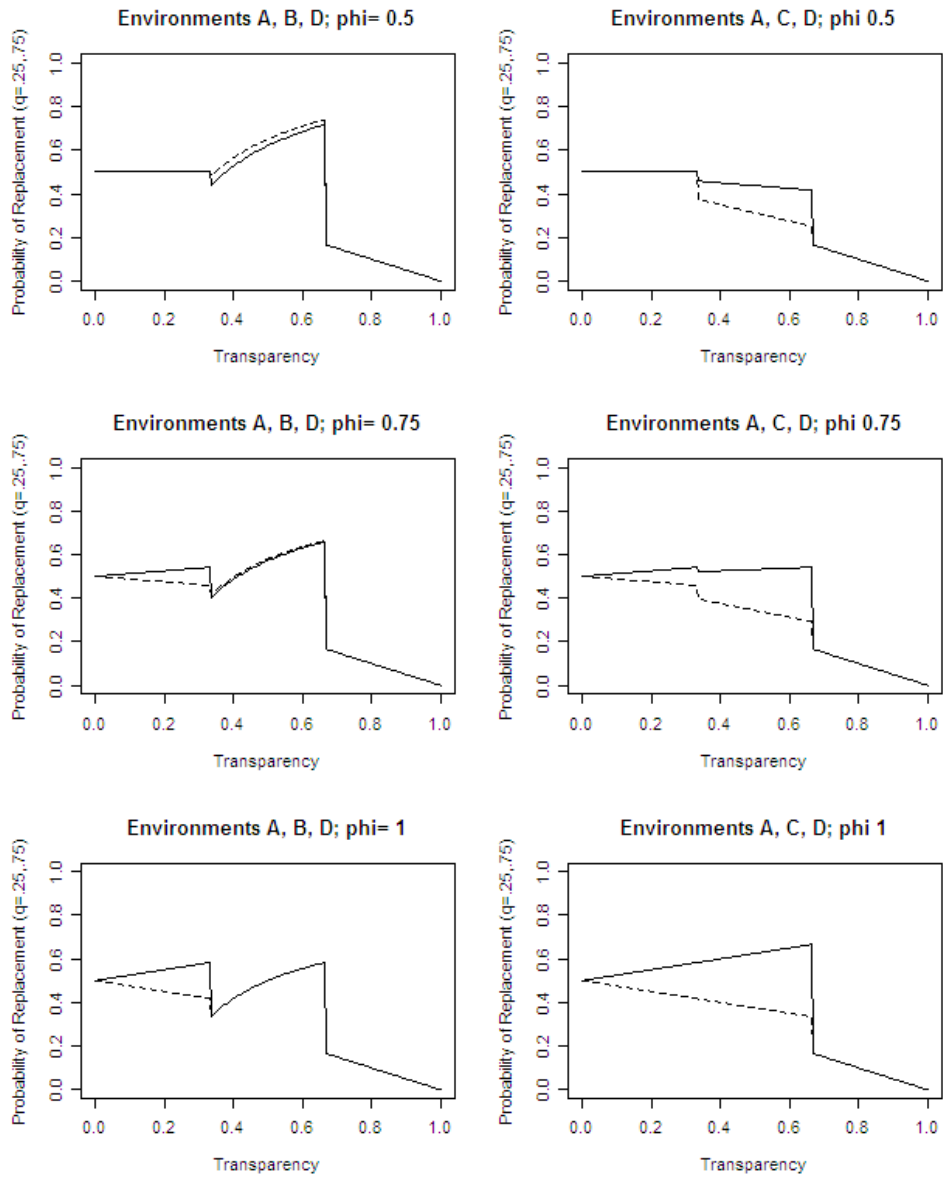 Environments A, B, D; phi= 0.5
Probability of Replacement (q=.25,.75)
1.0
0.8
0.6
0.4
0.2
0.0
0.0 0.2 0.4 0.6 0.8 1.0
Transparency
Environments A, C, D; phi 0.5
Probability of Replacement (q=.25,.75)
1.0
0.8
0.6
0.4
0.2
0.0
0.0 0.2 0.4 0.6 0.8 1.0
Transparency
Environments A, B, D; phi= 0.75
Probability of Replacement (q=.25,.75)
1.0
0.8
0.6
0.4
0.2
0.0
0.0 0.2 0.4 0.6 0.8 1.0
Transparency
Environments A, C, D; phi 0.75
Probability of Replacement (q=.25,.75)
1.0
0.8
0.6
0.4
0.2
0.0
0.0 0.2 0.4 0.6 0.8 1.0
Transparency
Environments A, B, D; phi= 1
Probability of Replacement (q=.25,.75)
1.0
0.8
0.6
0.4
0.2
0.0
0.0 0.2 0.4 0.6 0.8 1.0
Transparency
Environments A, C, D; phi 1
Probability of Replacement (q=.25,.75)
1.0
0.8
0.6
0.4
0.2
0.0
0.0 0.2 0.4 0.6 0.8 1.0
Transparency